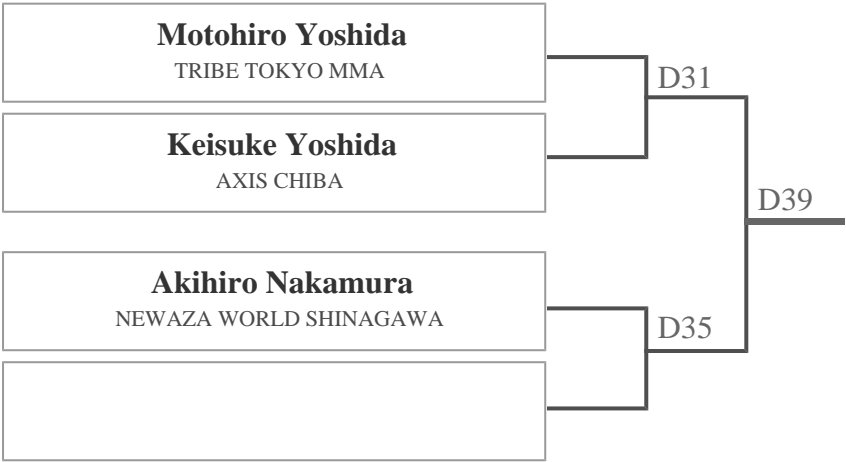 Motohiro Yoshida
TRIBE TOKYO MMA
D31
Keisuke Yoshida
AXIS CHIBA
D39
Akihiro Nakamura
NEWAZA WORLD SHINAGAWA
D35